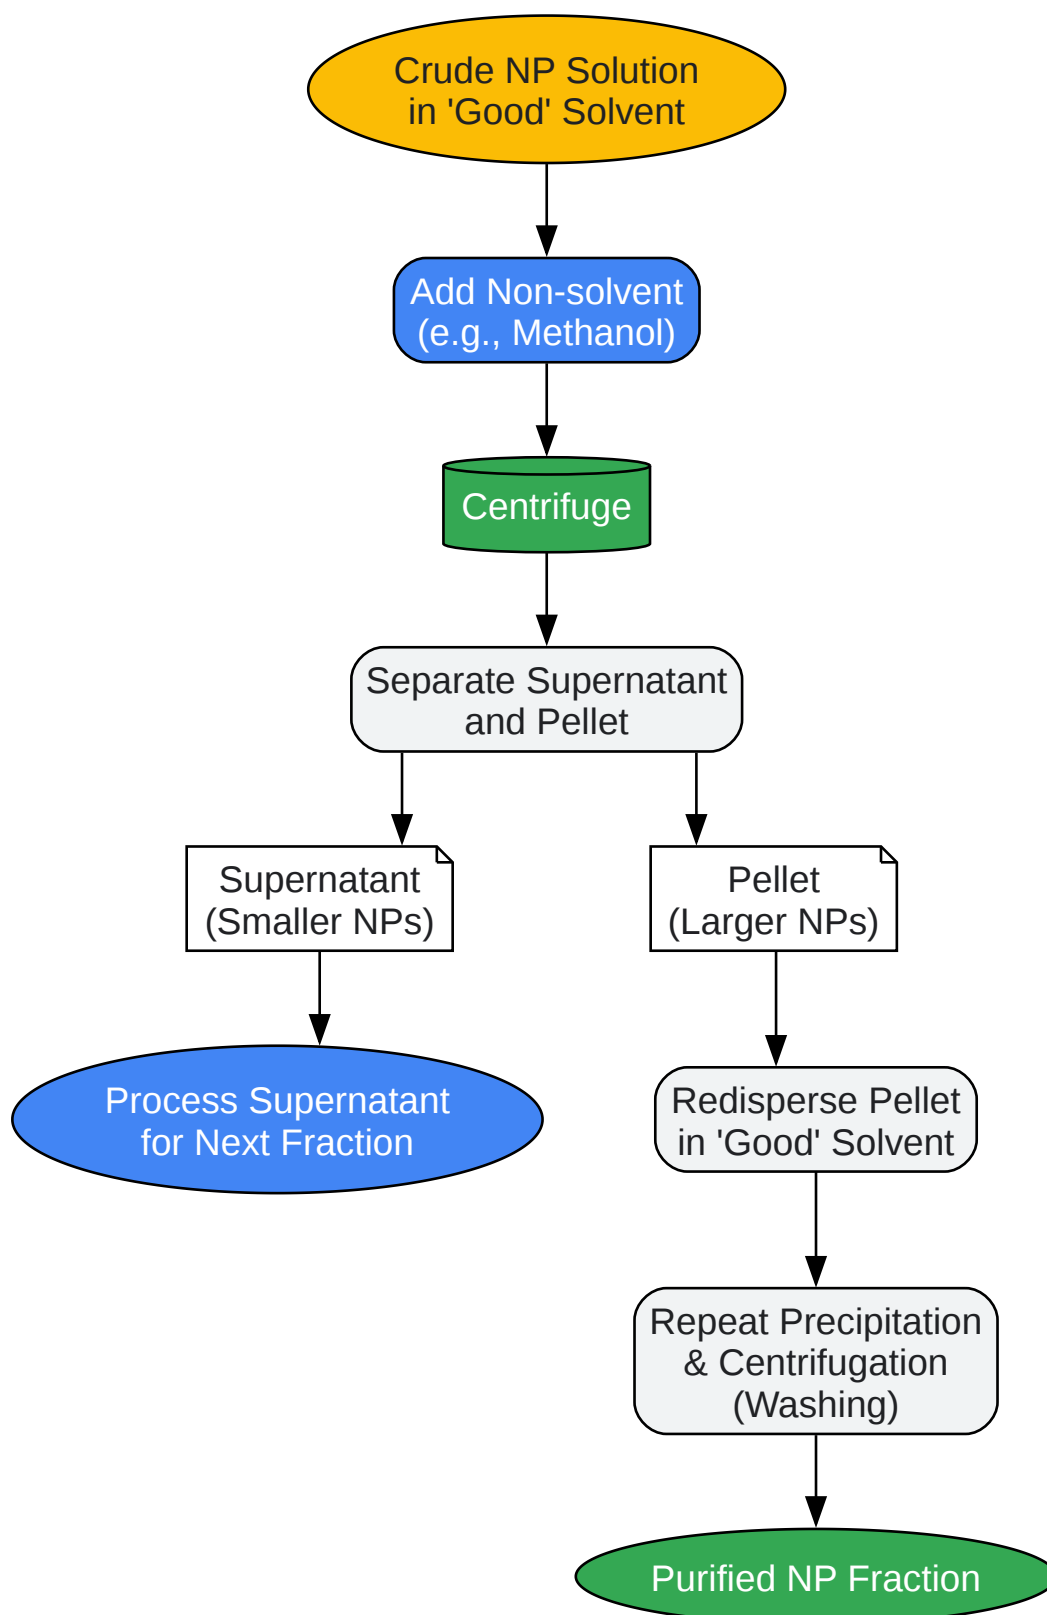 Crude NP Solution
in 'Good' Solvent
Add Non-solvent
(e.g., Methanol)
Centrifuge
Separate Supernatant
and Pellet
Supernatant
(Smaller NPs)
Pellet
(Larger NPs)
Process Supernatant
for Next Fraction
Redisperse Pellet
in 'Good' Solvent
Repeat Precipitation
& Centrifugation
(Washing)
Purified NP Fraction